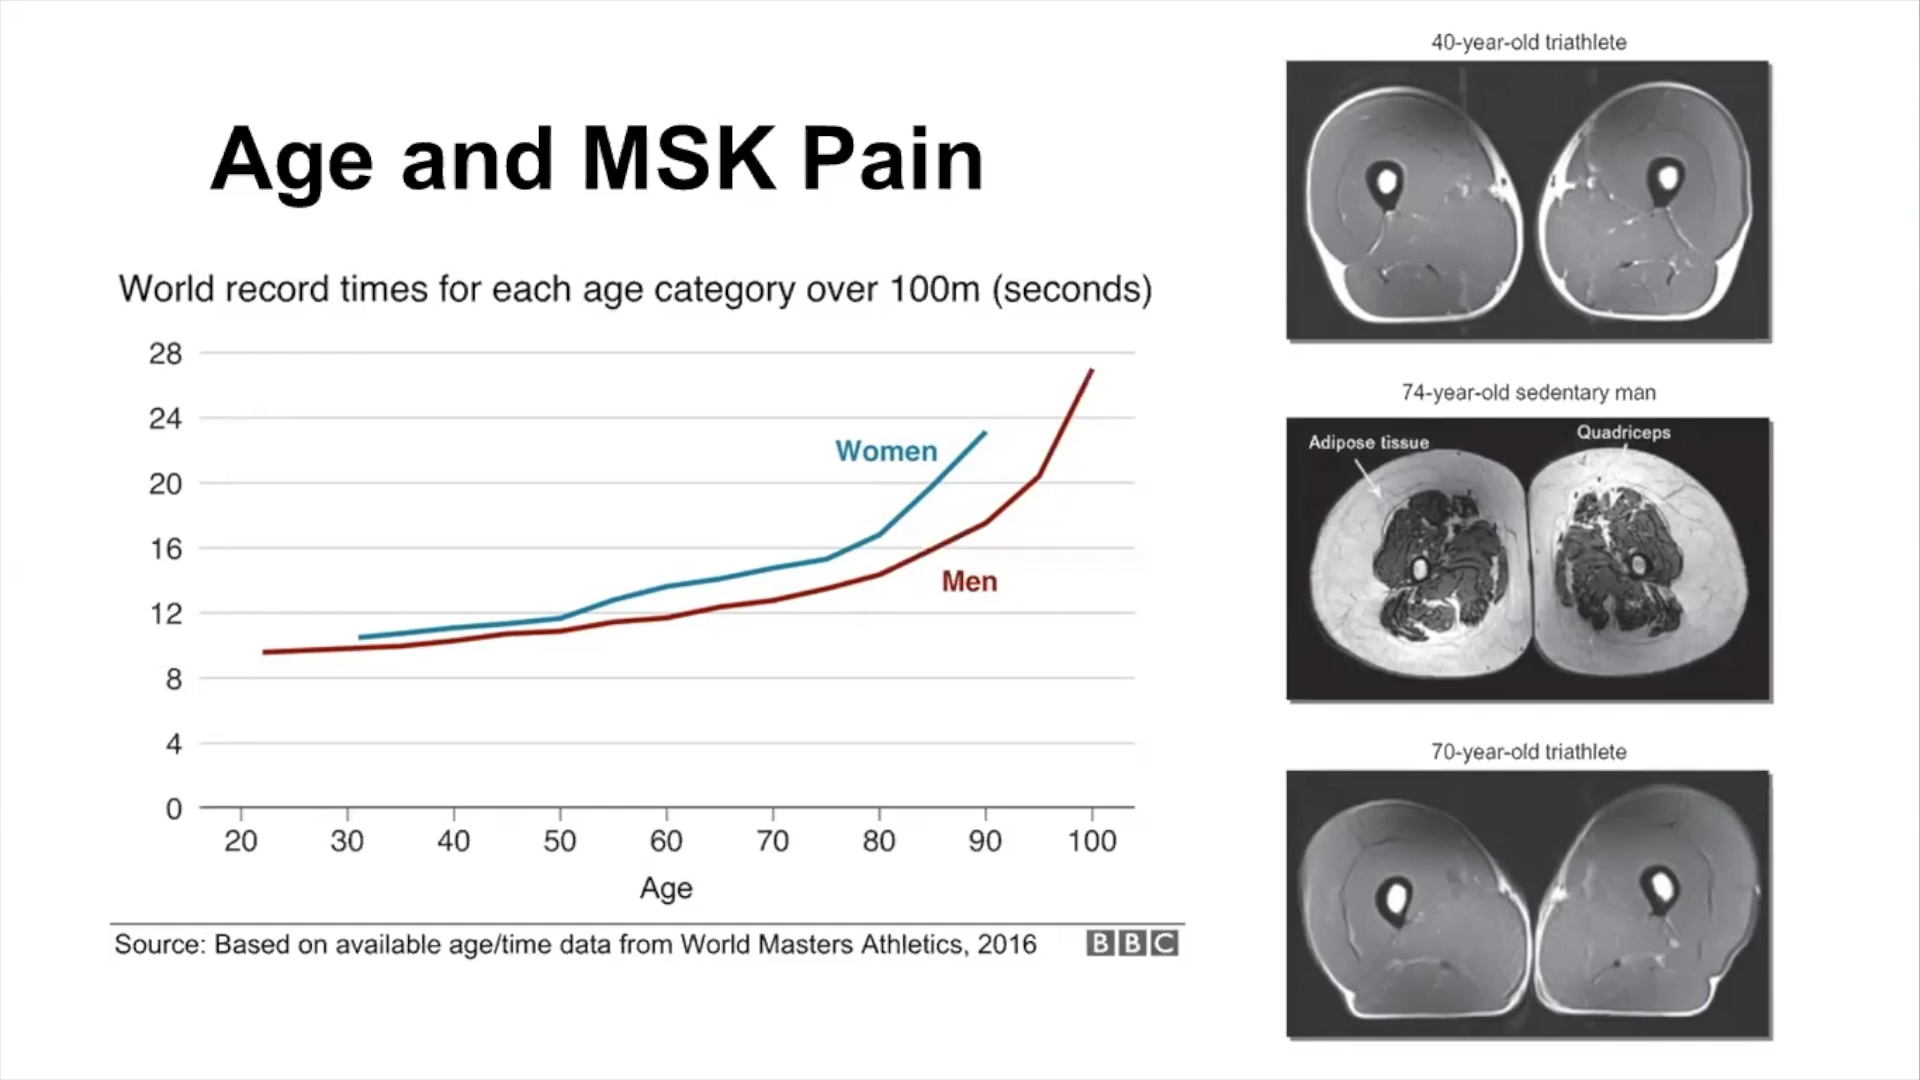 Age and MSK Pain
World record times for each age category over 100m (seconds)
28
24
20
16
12
8
4
0
Women
Men
20 30 40 50 60 70 80 90 100
Age
Source: Based on available age/time data from World Masters Athletics, 2016 BBC
40-year-old triathlete
74-year-old sedentary man
Adipose tissue
Quadriceps
70-year-old triathlete